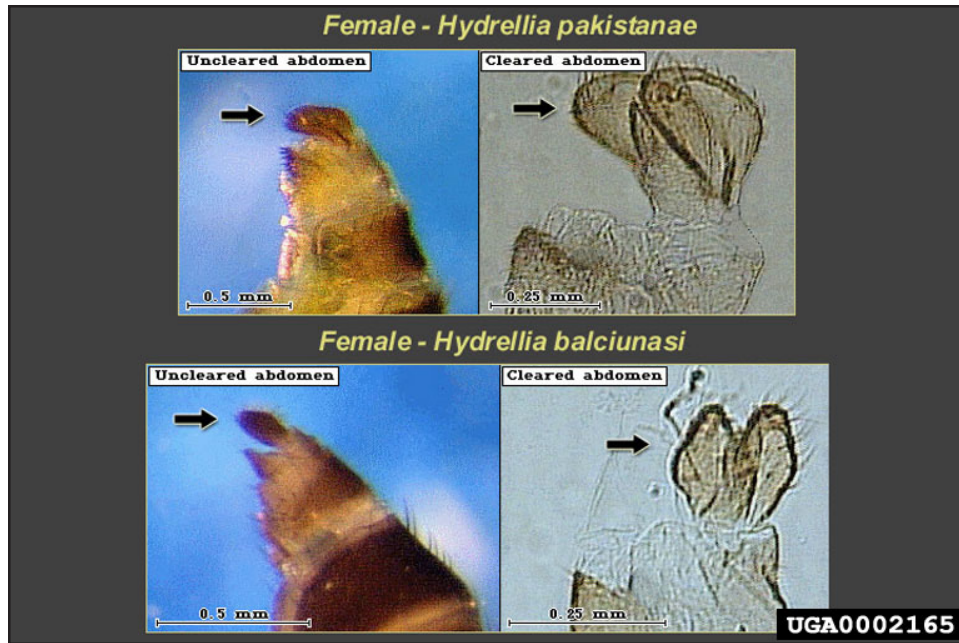 Female - Hydrellia pakistanae
Uncleared abdomen
Cleared abdomen
0.5 mm
0.25 mm
Female - Hydrellia balciunasi
Uncleared abdomen
Cleared abdomen
0.5 mm
0.25 mm
UGA0002165